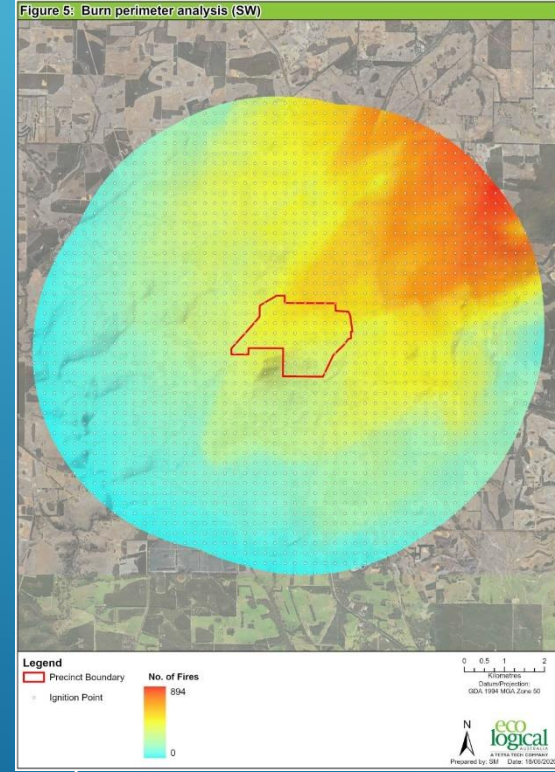 Figure 5: Burn perimeter analysis (SW)
Legend
Precinct Boundary
Ignition Point
No. of Fires
894
0
0 0.5 1 2
Kilometres
Datum/Projection:
GDA 1994 MGA Zone 50
N
eco
logical
AUSTRALIA
A TETRA TECH COMPANY
Prepared by: SM Date: 18/06/2020